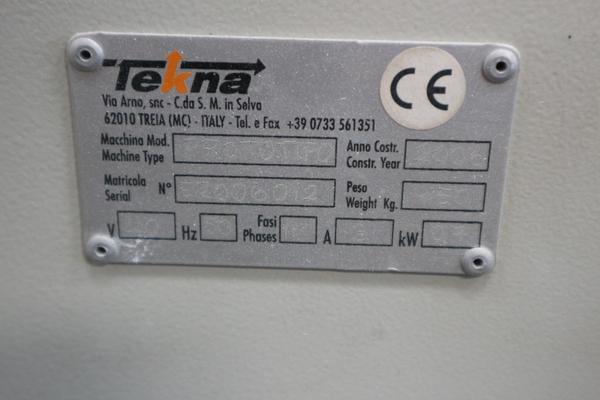 Tekna
CE
Via Arno, snc - C.da S. M. in Selva
62010 TREIA (MC) - ITALY - Tel. e Fax +39 0733 561351
Macchina Mod.
Machine Type
Anno Costr.
Constr. Year
Matricola
Serial N°
Peso
Weight Kg.
V Hz Fasi
Phases A kW